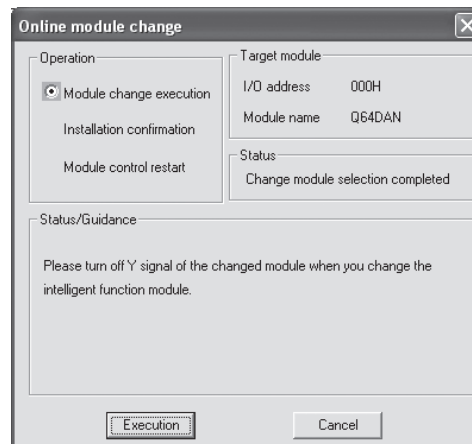 Online module change
Operation
Module change execution
Installation confirmation
Module control restart
Target module
I/O address 000H
Module name Q64DAN
Status
Change module selection completed
Status/Guidance
Please turn off Y signal of the changed module when you change the
intelligent function module.
Execution
Cancel